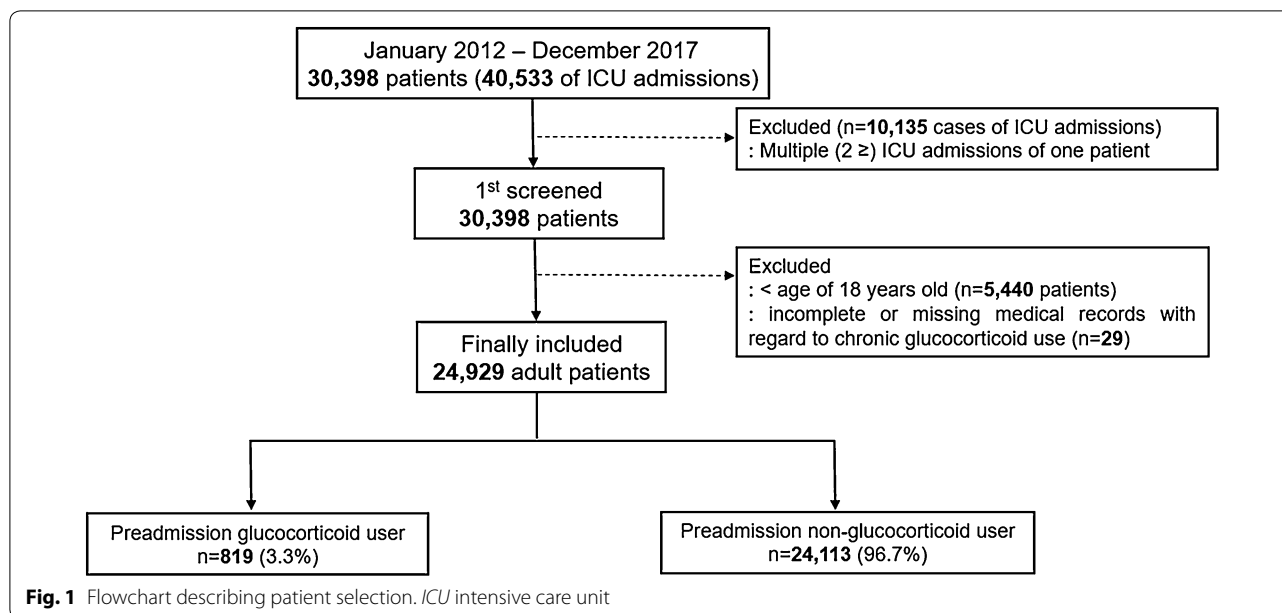 January 2012 – December 2017
30,398 patients (40,533 of ICU admissions)
Excluded (n=10,135 cases of ICU admissions)
: Multiple (2 ≥) ICU admissions of one patient
1st screened
30,398 patients
Excluded
: < age of 18 years old (n=5,440 patients)
: incomplete or missing medical records with
regard to chronic glucocorticoid use (n=29)
Finally included
24,929 adult patients
Preadmission glucocorticoid user
n=819 (3.3%)
Preadmission non-glucocorticoid user
n=24,113 (96.7%)
Fig. 1 Flowchart describing patient selection. ICU intensive care unit